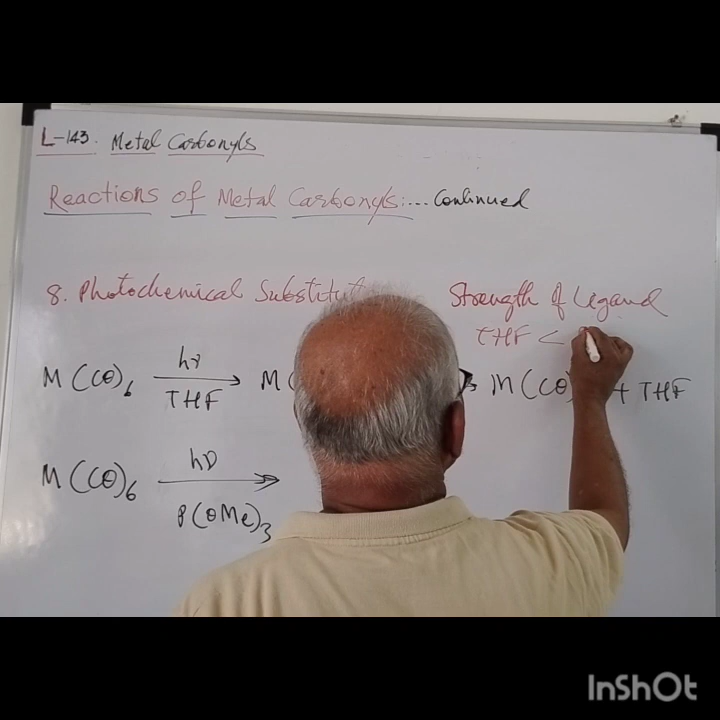 L-143. Metal Carbonyls
Reactions of Metal Carbonyls:... Continued
8. Photochemical Substitut
Strength of Ligand
THF <
M(CO)6 hν THF → M( M(CO) + THF
M(CO)6 hν P(OMe)3 →
InShOt